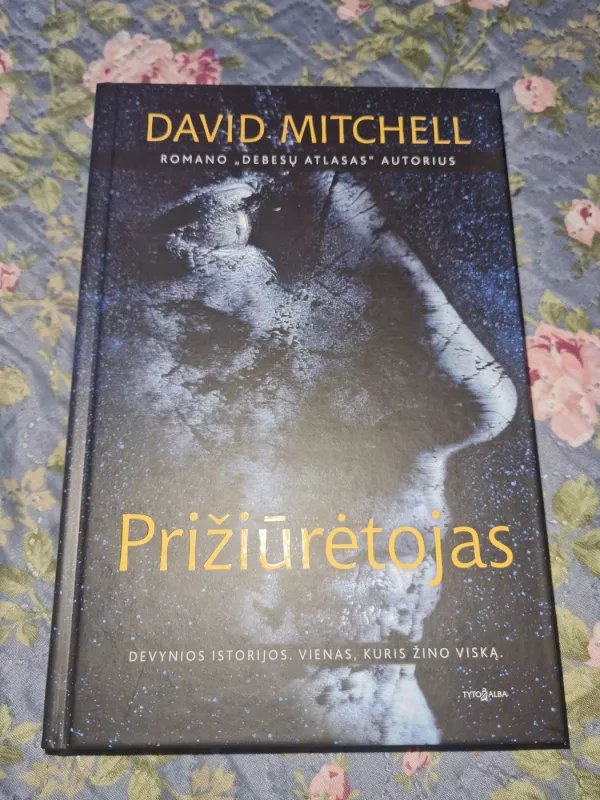 DAVID MITCHELL
ROMANO „DEBESŲ ATLASAS“ AUTORIUS
Prižiūrėtojas
DEVYNIOS ISTORIJOS. VIENAS, KURIS ŽINO VISKĄ.
TYTO ALBA